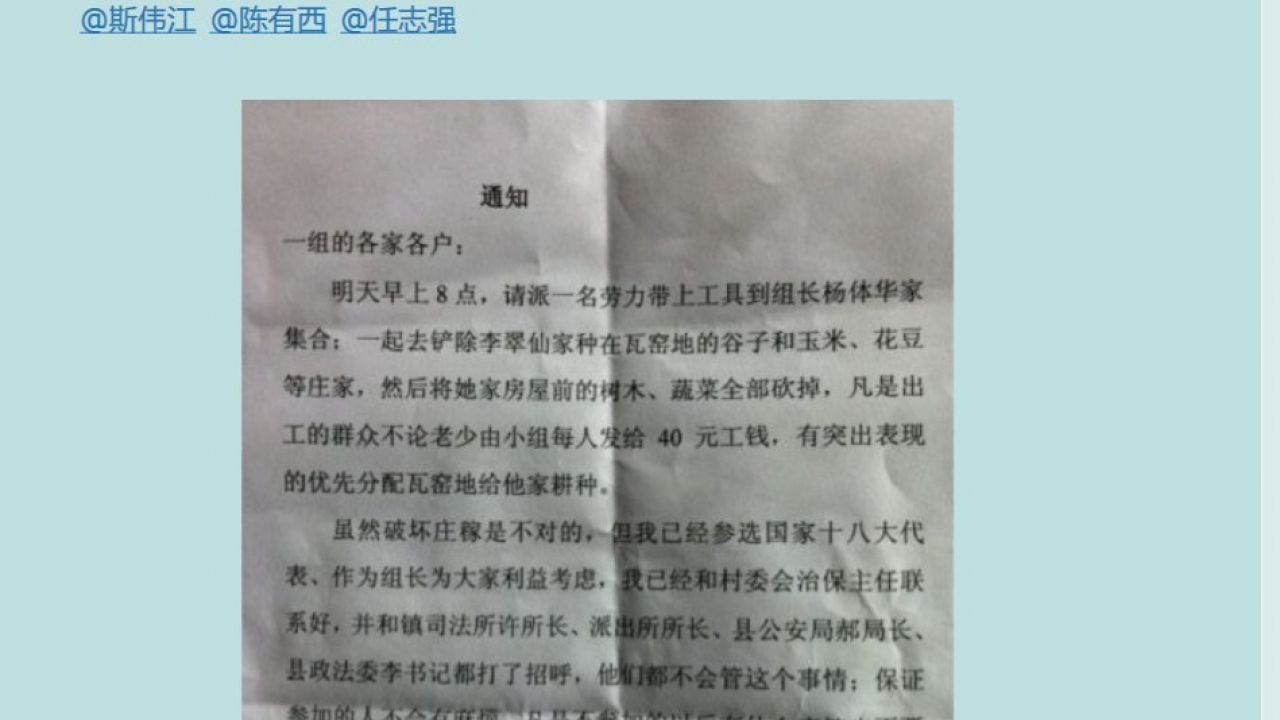 @斯伟江 @陈有西 @任志强
通知
一组的各家各户：
明天早上 8 点，请派一名劳力带上工具到组长杨体华家
集合；一起去铲除李翠仙家种在瓦窑地的谷子和玉米、花豆
等庄家，然后将她家房屋前的树木、蔬菜全部砍掉，凡是出
工的群众不论老少由小组每人发给 40 元工钱，有突出表现
的优先分配瓦窑地给他家耕种。
虽然破坏庄稼是不对的，但我已经参选国家十八大代
表、作为组长为大家利益考虑，我已经和村委会治保主任联
系好，并和镇司法所许所长、派出所所长、县公安局郝局长、
县政法委李书记都打了招呼，他们都不会管这个事情；保证
参加的人不会有麻烦